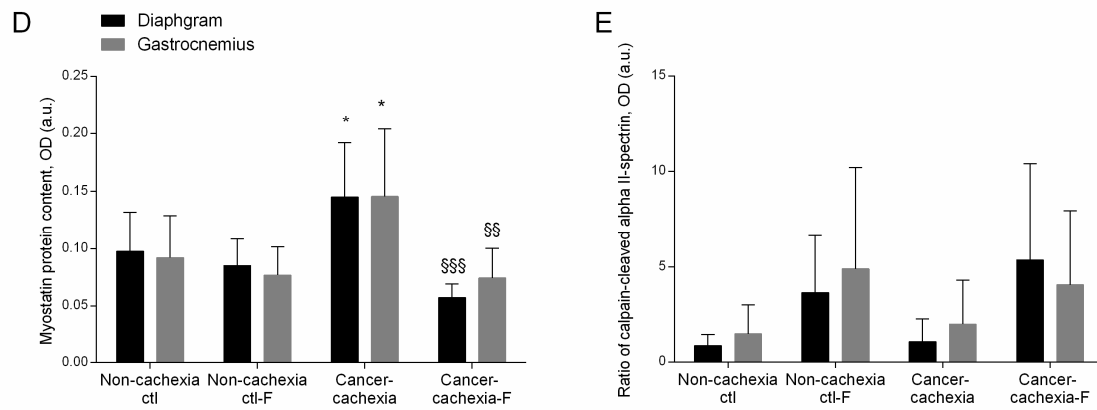 D
Diaphgram
Gastrocnemius
Myostatin protein content, OD (a.u.)
0.25
0.20
0.15
0.10
0.05
0.00
*
*
§§§
§§
Non-cachexia
ctl
Non-cachexia
ctl-F
Cancer-
cachexia
Cancer-
cachexia-F
E
Ratio of calpain-cleaved alpha II-spectrin, OD (a.u.)
15
10
5
0
Non-cachexia
ctl
Non-cachexia
ctl-F
Cancer-
cachexia
Cancer-
cachexia-F